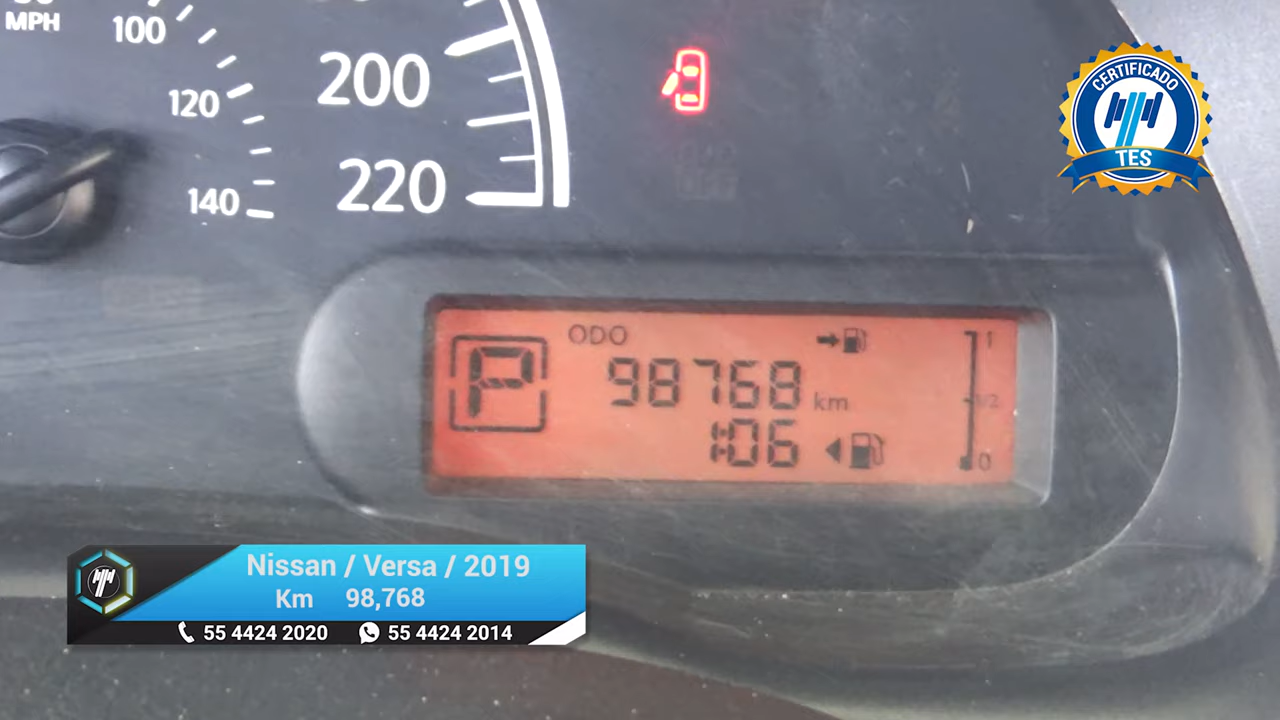 MPH
100
120
140
200
220
CERTIFICADO
TES
ODO
P
98768 km
1:06
1
1/2
0
Nissan / Versa / 2019
Km 98,768
55 4424 2020 55 4424 2014